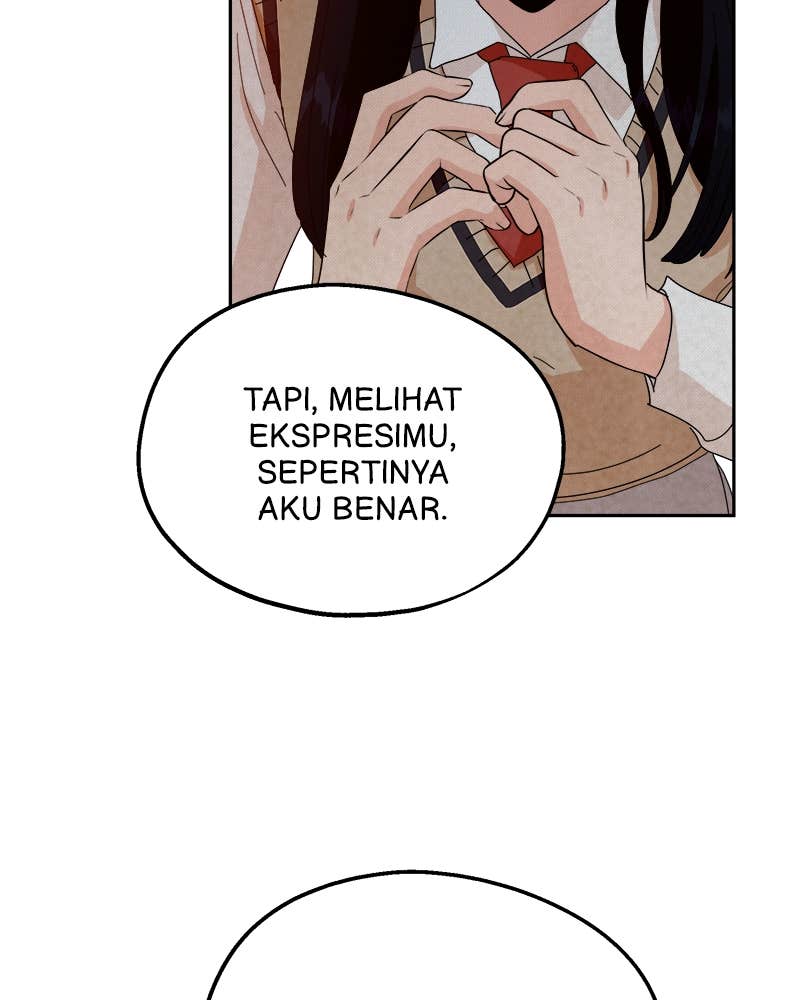 TAPI, MELIHAT
EKSPRESIMU,
SEPERTINYA
AKU BENAR.